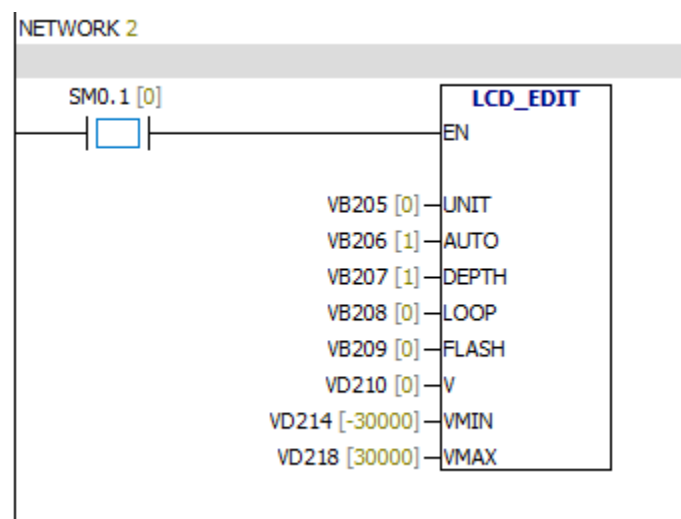 NETWORK 2
SM0.1 [0]
LCD_EDIT
EN
VB205 [0] UNIT
VB206 [1] AUTO
VB207 [1] DEPTH
VB208 [0] LOOP
VB209 [0] FLASH
VD210 [0] V
VD214 [-30000] VMIN
VD218 [30000] VMAX